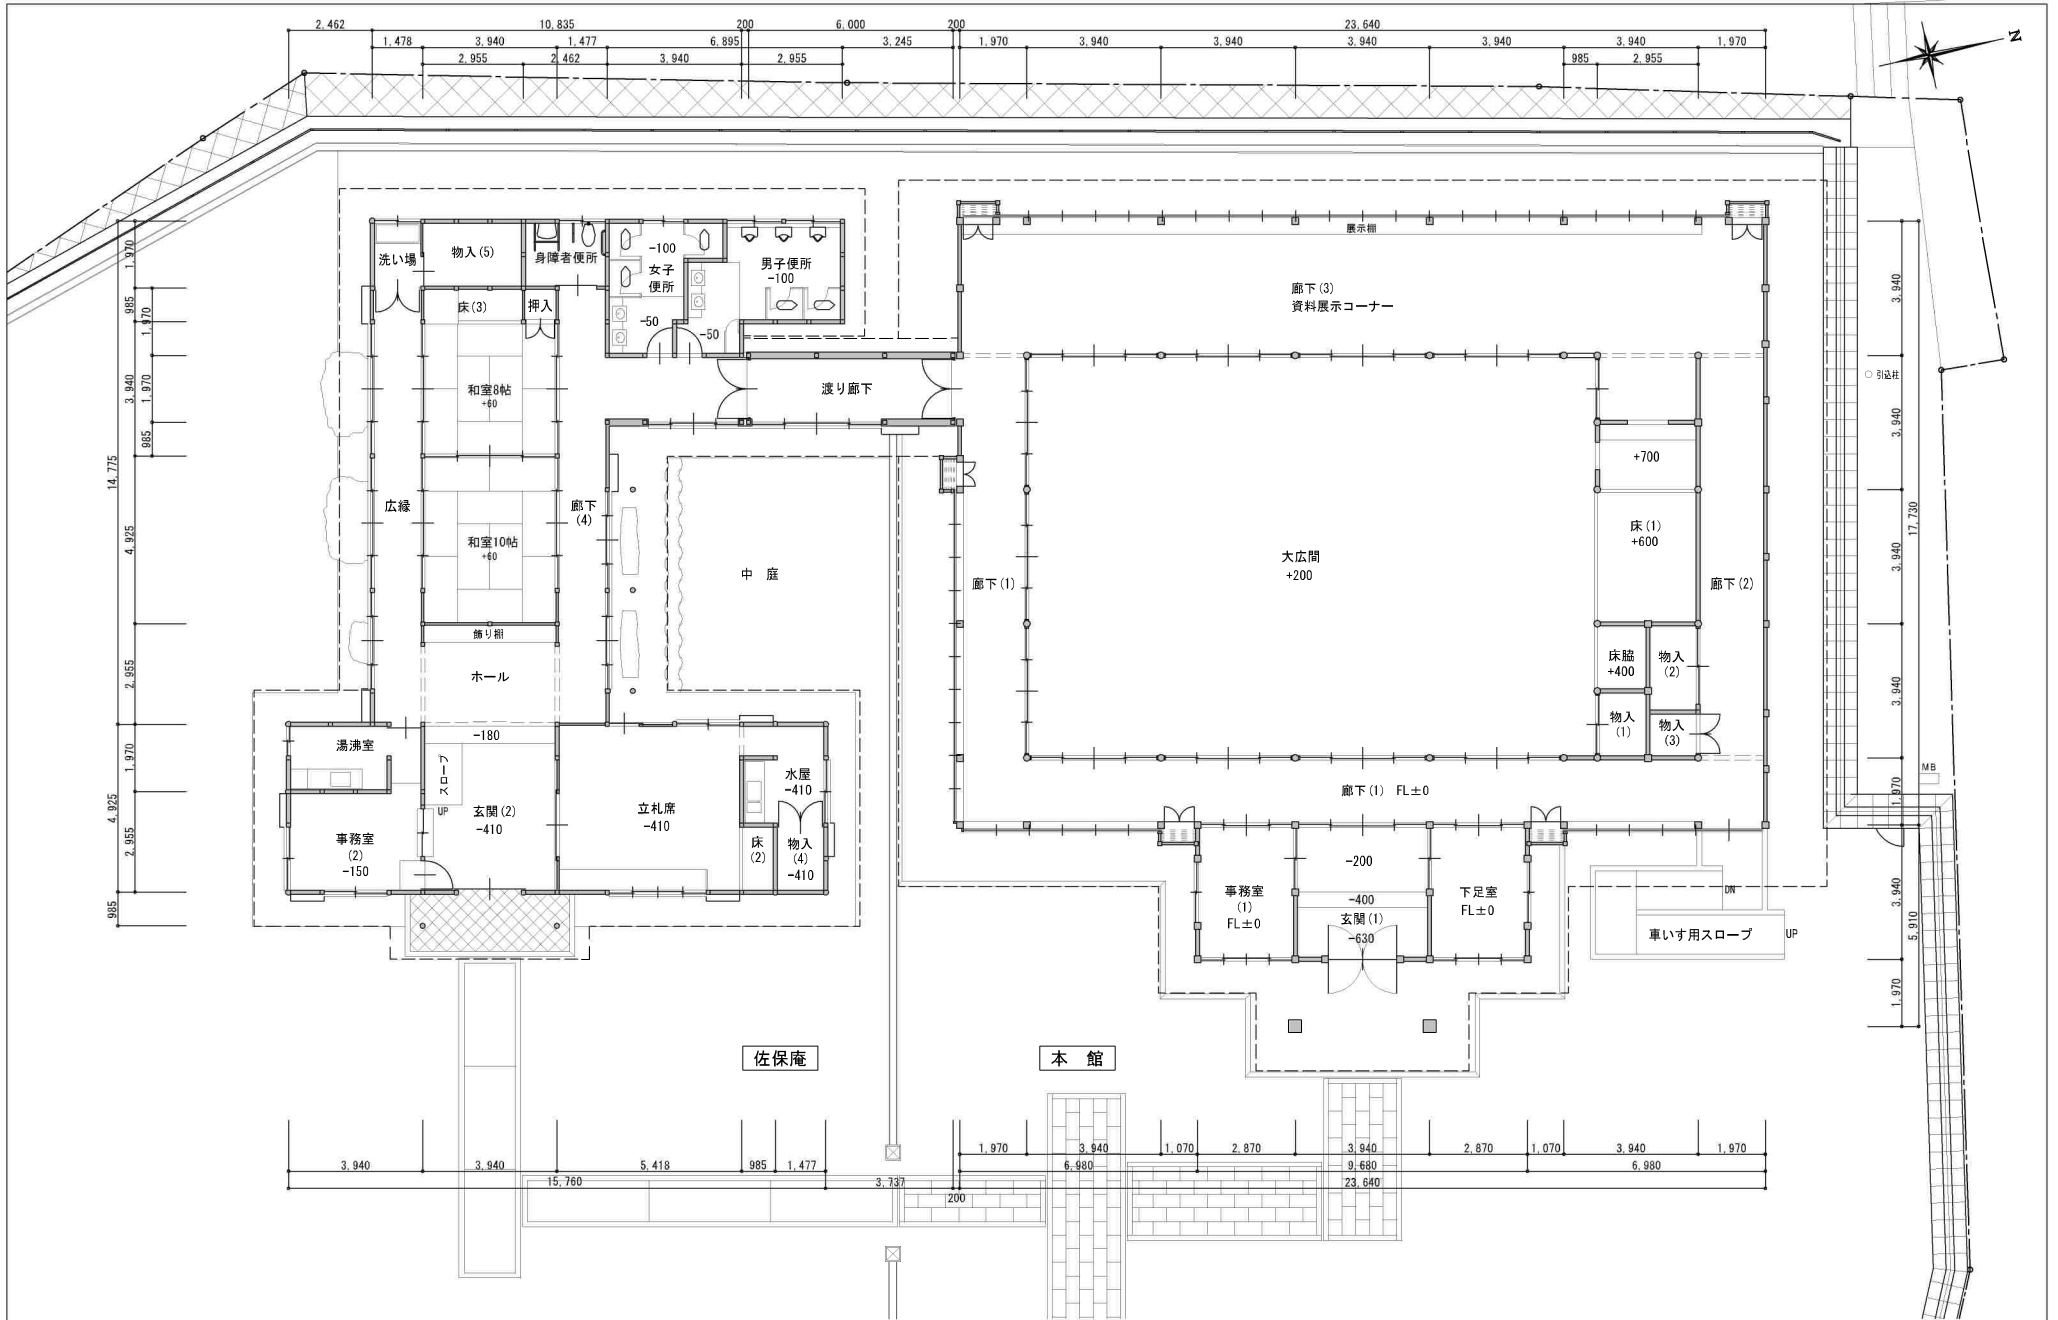 2,462 10,835 200 6,000 200 23,640
1,478 3,940 1,477 6,895 3,245 1,970 3,940 3,940 3,940 3,940 3,940 1,970
2,955 2,462 3,940 2,955 985 2,955
N
展示棚
物入(5)
洗い場
身障者便所
-100
女子
便所
男子便所
-100
廊下(3)
資料展示コーナー
床(3)
押入
-50
-50
引込柱
和室8帖
+60
渡り廊下
+700
広縁
廊下
(4)
床(1)
+600
和室10帖
+60
中 庭
大広間
+200
廊下(1)
廊下(2)
飾り棚
ホール
床脇
+400
物入
(2)
物入
(1)
物入
(3)
-180
湯沸室
スロープ
UP
玄関(2)
-410
立札席
-410
水屋
-410
事務室
(2)
-150
床
(2)
物入
(4)
-410
廊下(1) FL±0
MB
事務室
(1)
FL±0
-200
-400
玄関(1)
-630
下足室
FL±0
DN
車いす用スロープ
UP
佐保庵
本 館
1,970
985
1,970
3,940
1,970
985
14,775
4,925
2,955
1,970
4,925
2,955
985
3,940
3,940
17,730
3,940
3,940
1,970
3,940
5,910
1,970
1,970 3,940 1,070 2,870 3,940 2,870 1,070 3,940 1,970
3,940 3,940 5,418 985 1,477 6,980 9,680 6,980
15,760 3,737 200 23,640